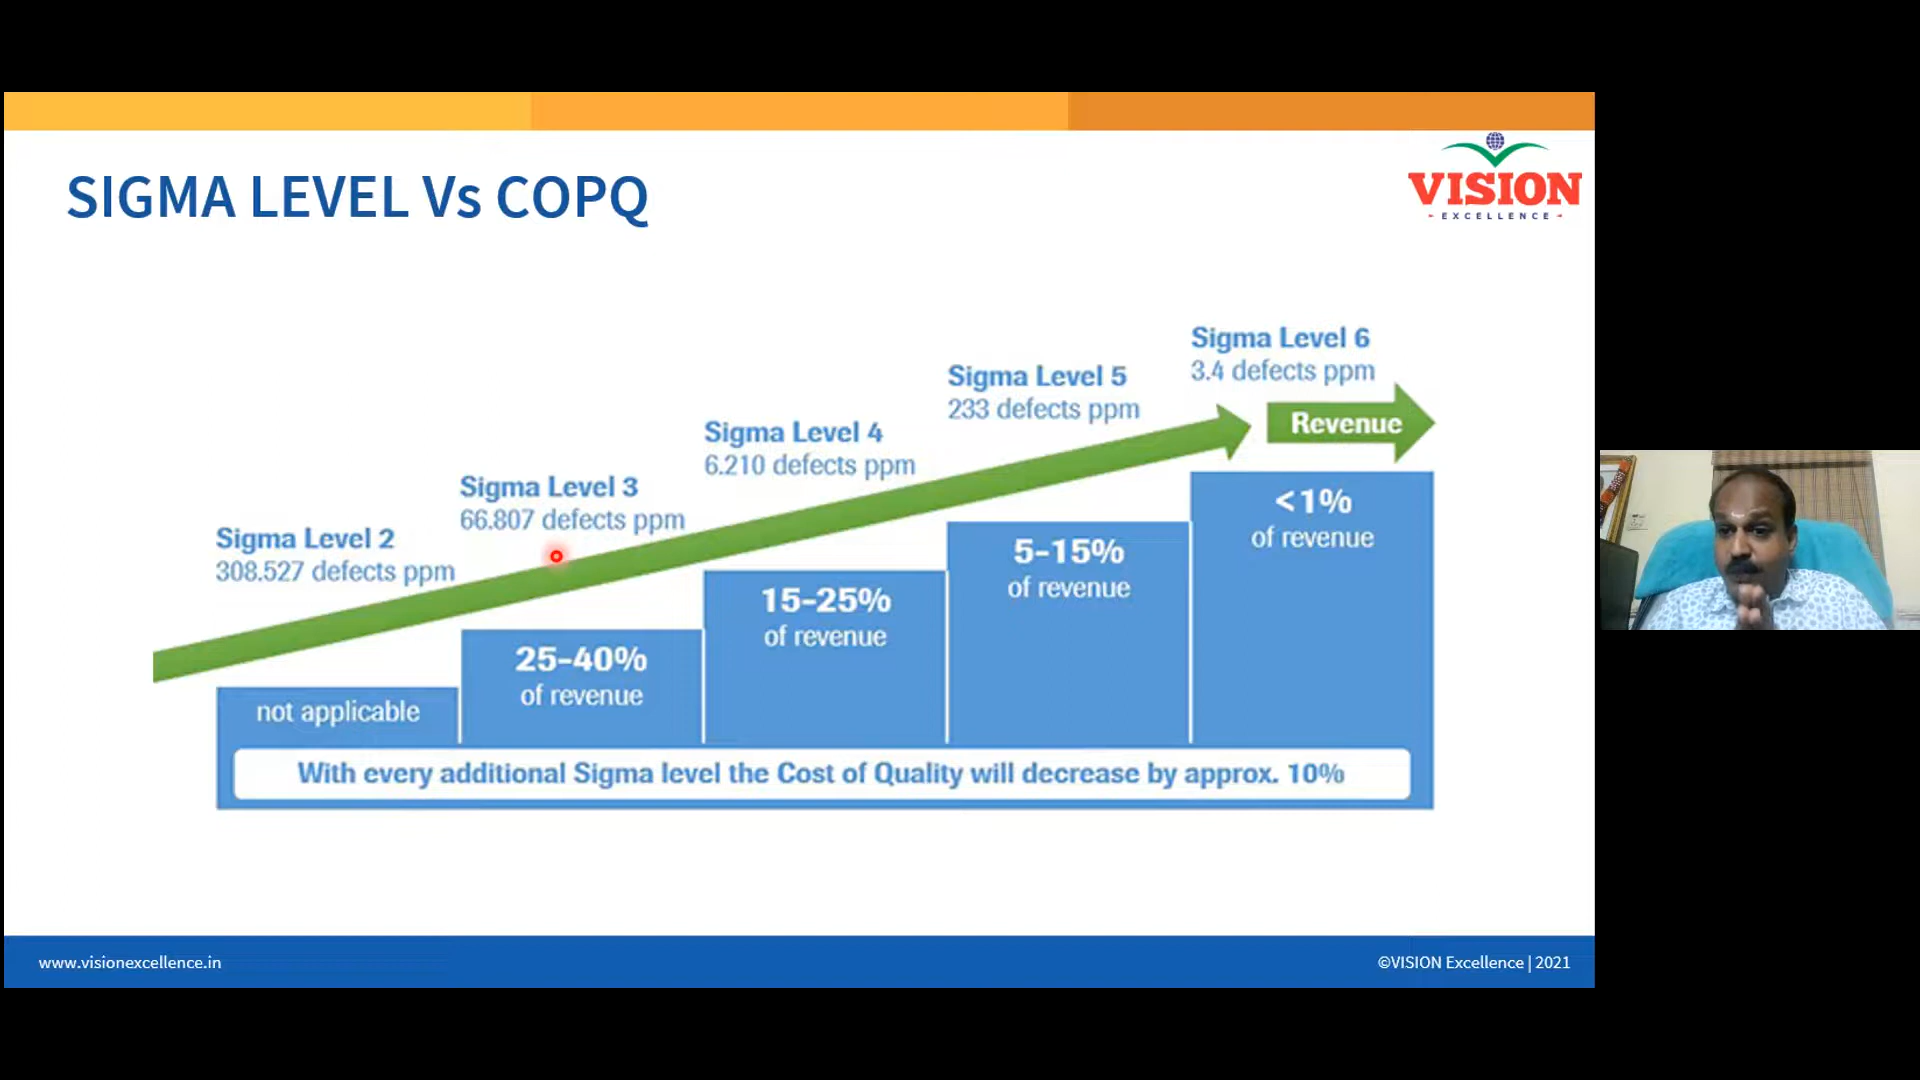 SIGMA LEVEL Vs COPQ
VISION
EXCELLENCE
Sigma Level 2
308.527 defects ppm
Sigma Level 3
66.807 defects ppm
Sigma Level 4
6.210 defects ppm
Sigma Level 5
233 defects ppm
Sigma Level 6
3.4 defects ppm
Revenue
not applicable
25-40%
of revenue
15-25%
of revenue
5-15%
of revenue
<1%
of revenue
With every additional Sigma level the Cost of Quality will decrease by approx. 10%
www.visionexcellence.in
©VISION Excellence | 2021